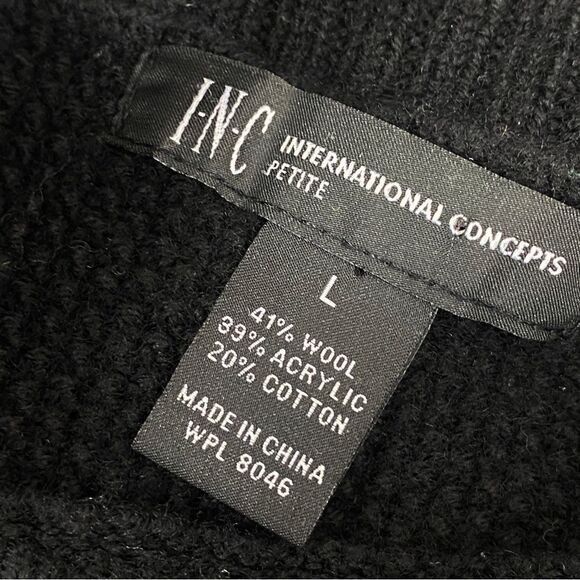 I·N·C INTERNATIONAL CONCEPTS
PETITE
L
41% WOOL
39% ACRYLIC
20% COTTON
MADE IN CHINA
WPL 8046